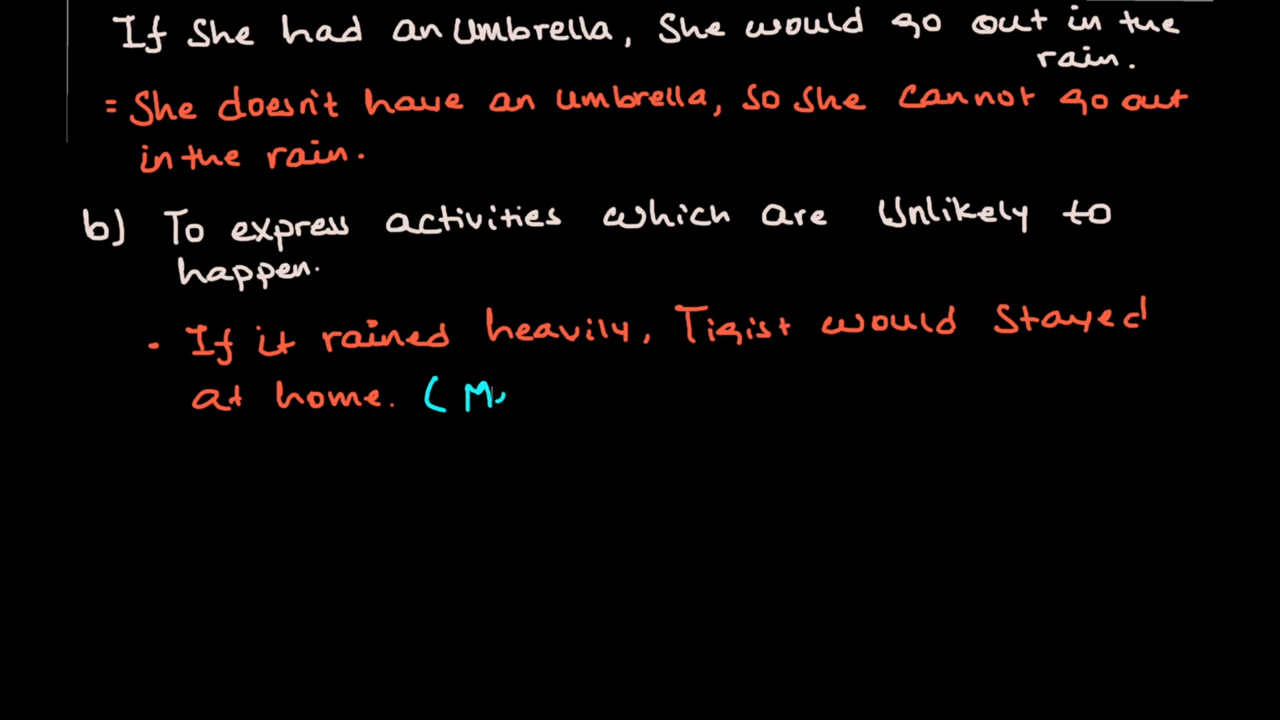 If She had an Umbrella, She would go out in the
rain.
= She doesn't have an umbrella, so she cannot go out
in the rain.
b) To express activities which are Unlikely to
happen.
• If it rained heavily, Tigist would Stayed
at home. (M